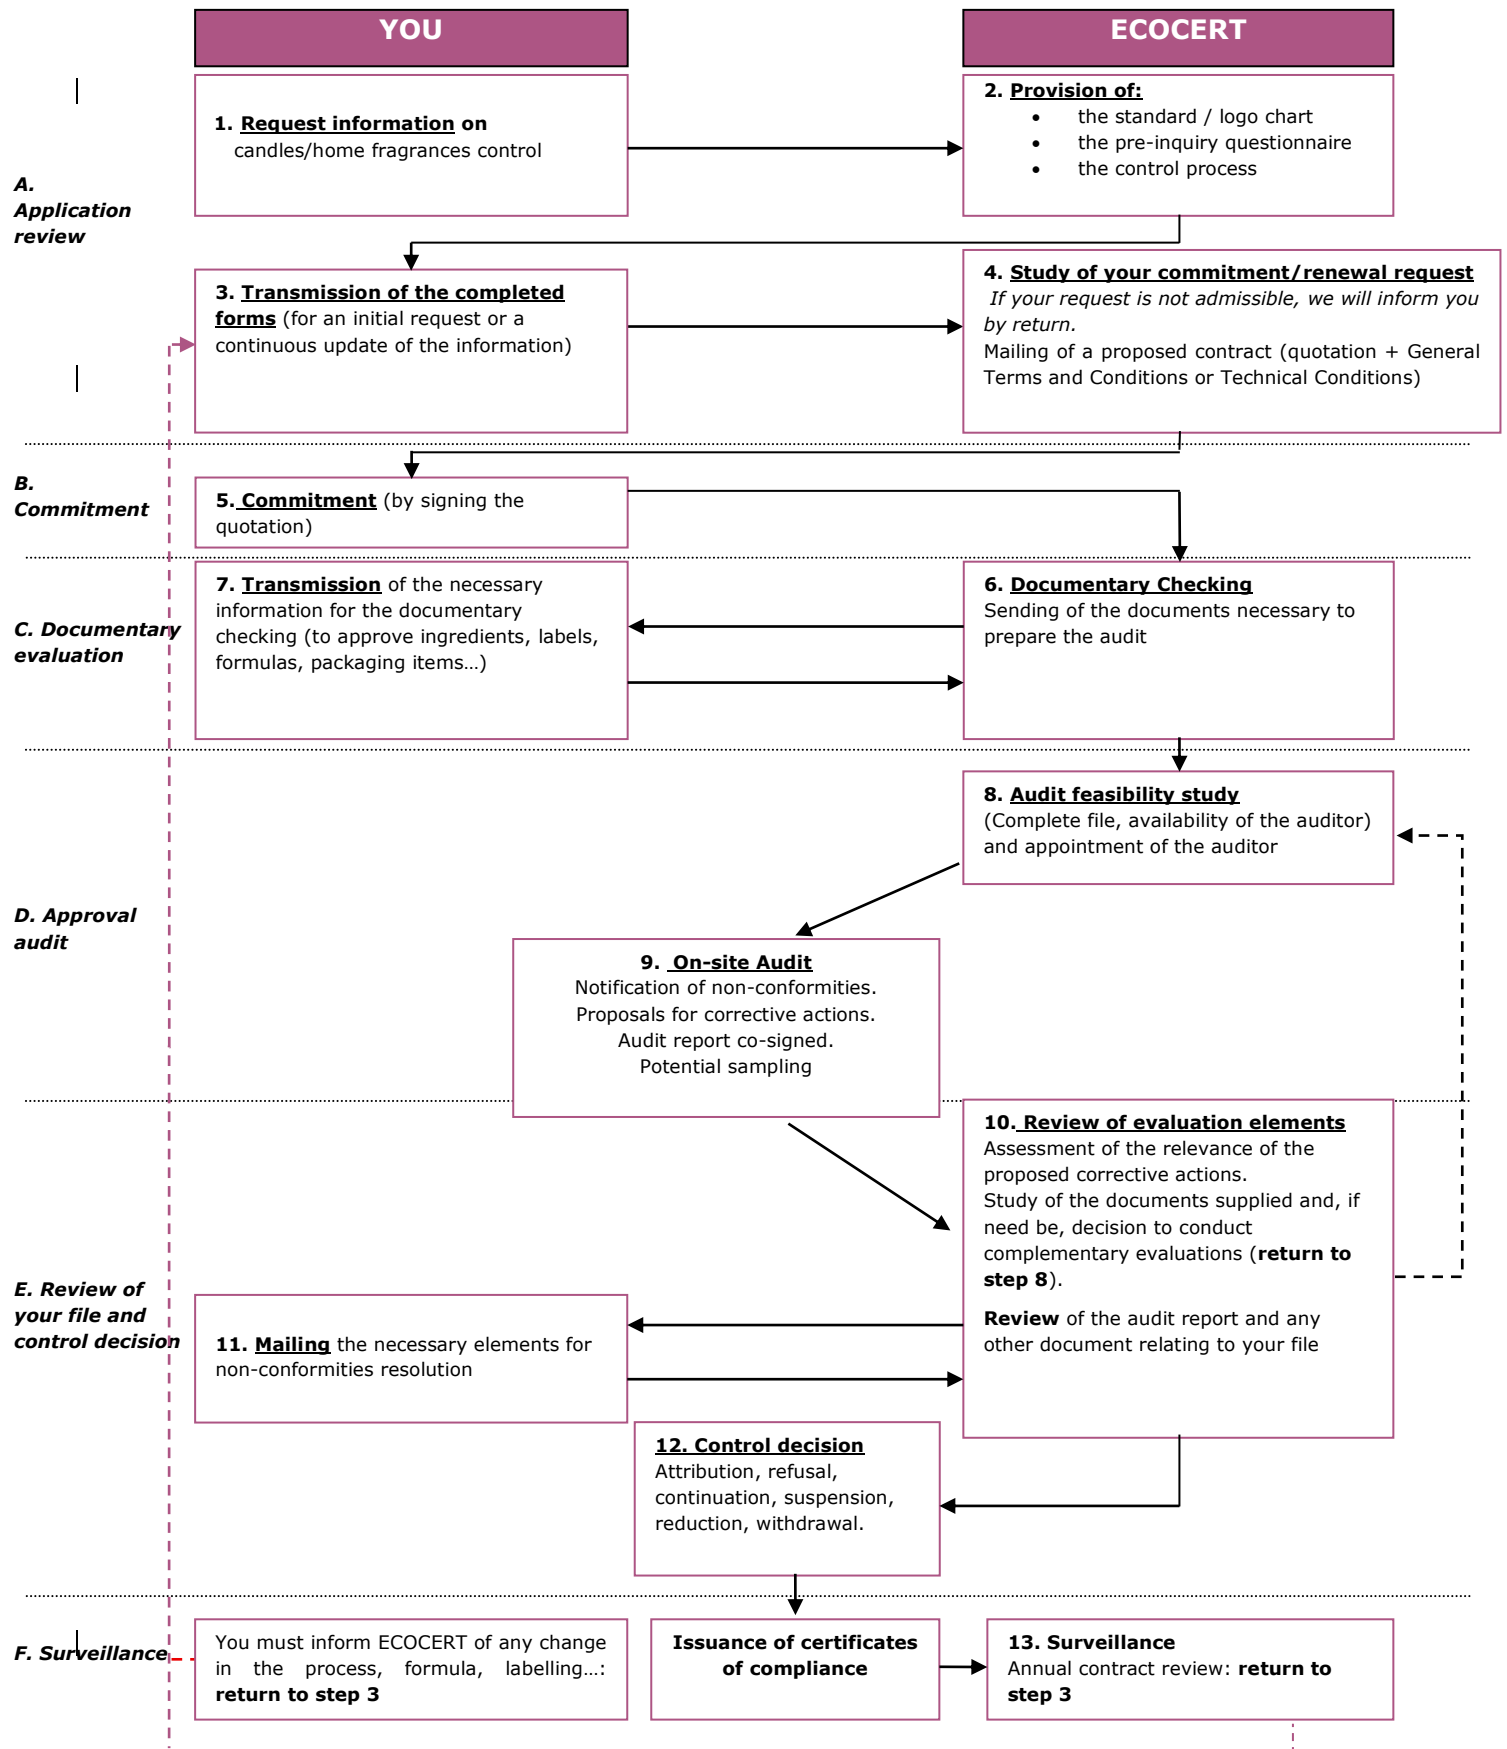 YOU
ECOCERT
A.
Application
review
1. Request information on
candles/home fragrances control
2. Provision of:
• the standard / logo chart
• the pre-inquiry questionnaire
• the control process
3. Transmission of the completed
forms (for an initial request or a
continuous update of the information)
4. Study of your commitment/renewal request
If your request is not admissible, we will inform you
by return.
Mailing of a proposed contract (quotation + General
Terms and Conditions or Technical Conditions)
B.
Commitment
5. Commitment (by signing the
quotation)
C. Documentary
evaluation
7. Transmission of the necessary
information for the documentary
checking (to approve ingredients, labels,
formulas, packaging items…)
6. Documentary Checking
Sending of the documents necessary to
prepare the audit
D. Approval
audit
8. Audit feasibility study
(Complete file, availability of the auditor)
and appointment of the auditor
9. On-site Audit
Notification of non-conformities.
Proposals for corrective actions.
Audit report co-signed.
Potential sampling
E. Review of
your file and
control decision
10. Review of evaluation elements
Assessment of the relevance of the
proposed corrective actions.
Study of the documents supplied and, if
need be, decision to conduct
complementary evaluations (return to
step 8).
Review of the audit report and any
other document relating to your file
11. Mailing the necessary elements for
non-conformities resolution
12. Control decision
Attribution, refusal,
continuation, suspension,
reduction, withdrawal.
F. Surveillance
You must inform ECOCERT of any change
in the process, formula, labelling…:
return to step 3
Issuance of certificates
of compliance
13. Surveillance
Annual contract review: return to
step 3